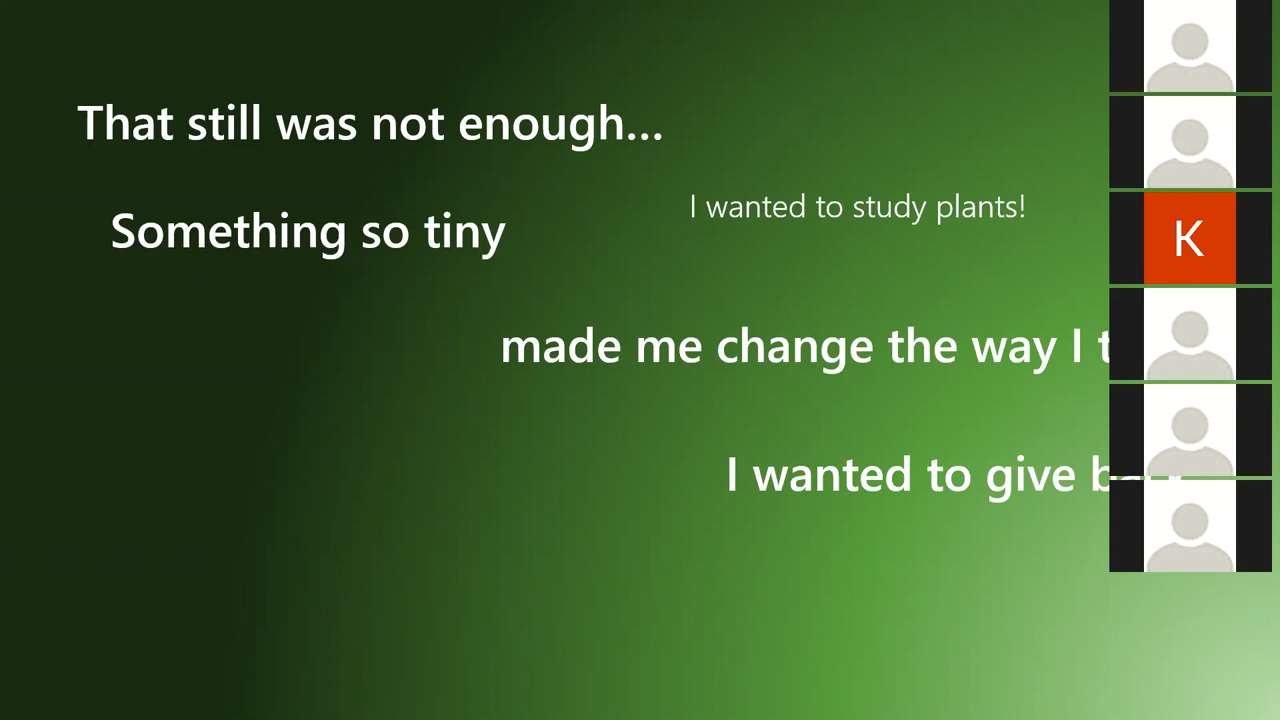 That still was not enough...
I wanted to study plants!
Something so tiny
made me change the way I
I wanted to give
K